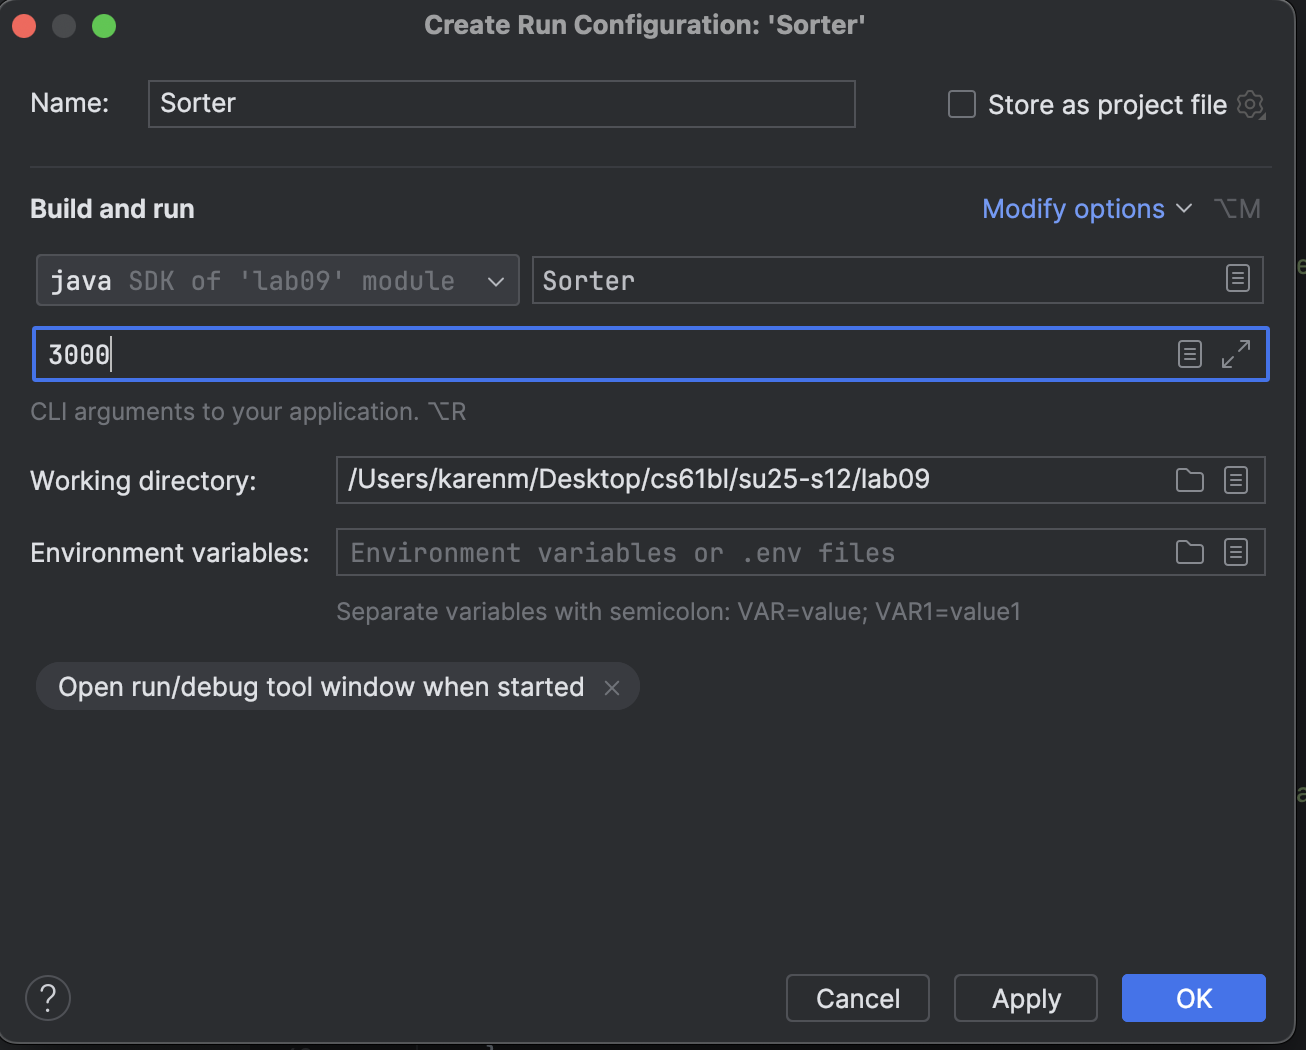 Create Run Configuration: 'Sorter'
Name: Sorter Store as project file
Build and run Modify options ⌥M
java SDK of 'lab09' module Sorter
3000
CLI arguments to your application. ⌥R
Working directory: /Users/karenm/Desktop/cs61bl/su25-s12/lab09
Environment variables: Environment variables or .env files
Separate variables with semicolon: VAR=value; VAR1=value1
Open run/debug tool window when started
? Cancel Apply OK